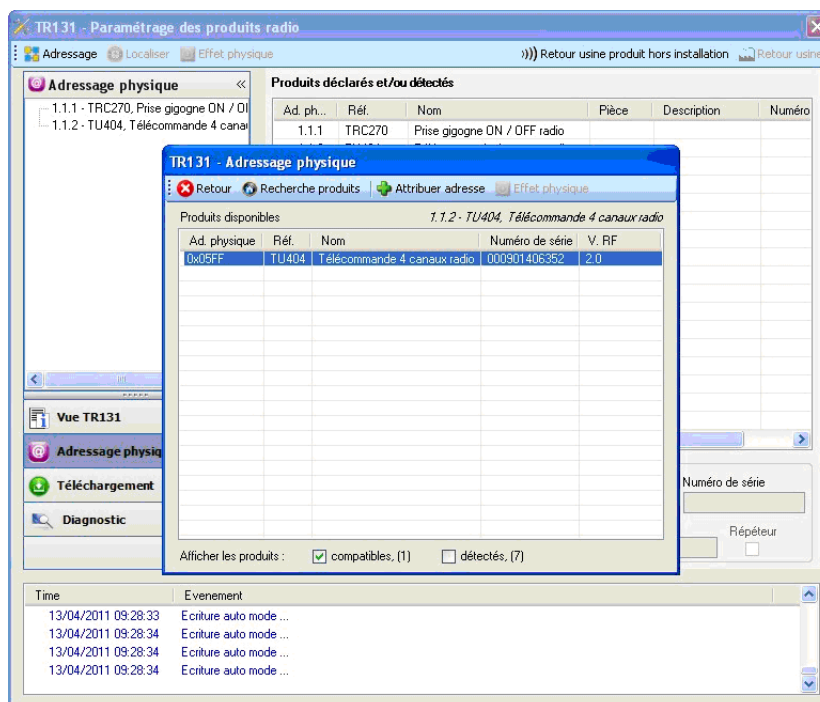 TR131 - Paramétrage des produits radio
Adressage Localiser Effet physique ))) Retour usine produit hors installation Retour usine
Adressage physique «
1.1.1 - TRC270, Prise gigogne ON / O
1.1.2 - TU404, Télécommande 4 cana
Produits déclarés et/ou détectés
Ad. ph... Réf. Nom Pièce Description Numéro
1.1.1 TRC270 Prise gigogne ON / OFF radio
TR131 - Adressage physique
Retour Recherche produits Attribuer adresse Effet physique
Produits disponibles 1.1.2 - TU404, Télécommande 4 canaux radio
Ad. physique Réf. Nom Numéro de série V. RF
0x05FF TU404 Télécommande 4 canaux radio 000901406352 2.0
Afficher les produits : compatibles, (1) détectés, (7)
Vue TR131
Adressage physiq
Téléchargement
Diagnostic
Numéro de série
Répéteur
Time Evenement
13/04/2011 09:28:33 Ecriture auto mode ...
13/04/2011 09:28:34 Ecriture auto mode ...
13/04/2011 09:28:34 Ecriture auto mode ...
13/04/2011 09:28:34 Ecriture auto mode ...